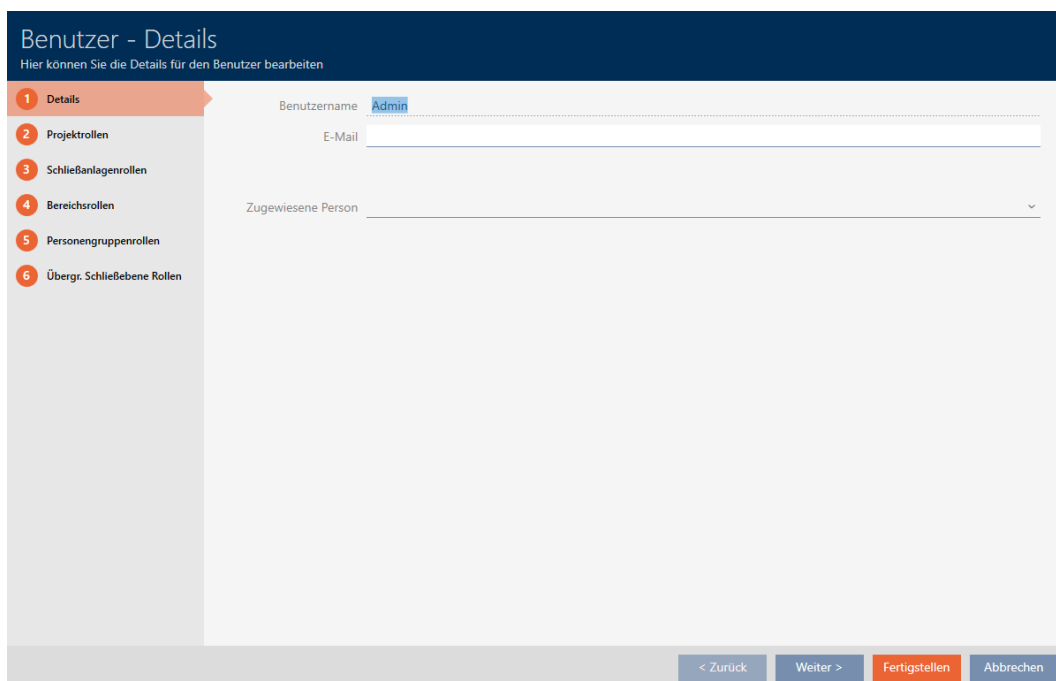 Benutzer - Details
Hier können Sie die Details für den Benutzer bearbeiten
1 Details
2 Projektrollen
3 Schließanlagenrollen
4 Bereichsrollen
5 Personengruppenrollen
6 Übergr. Schließebene Rollen
Benutzername Admin
E-Mail
Zugewiesene Person
< Zurück Weiter > Fertigstellen Abbrechen